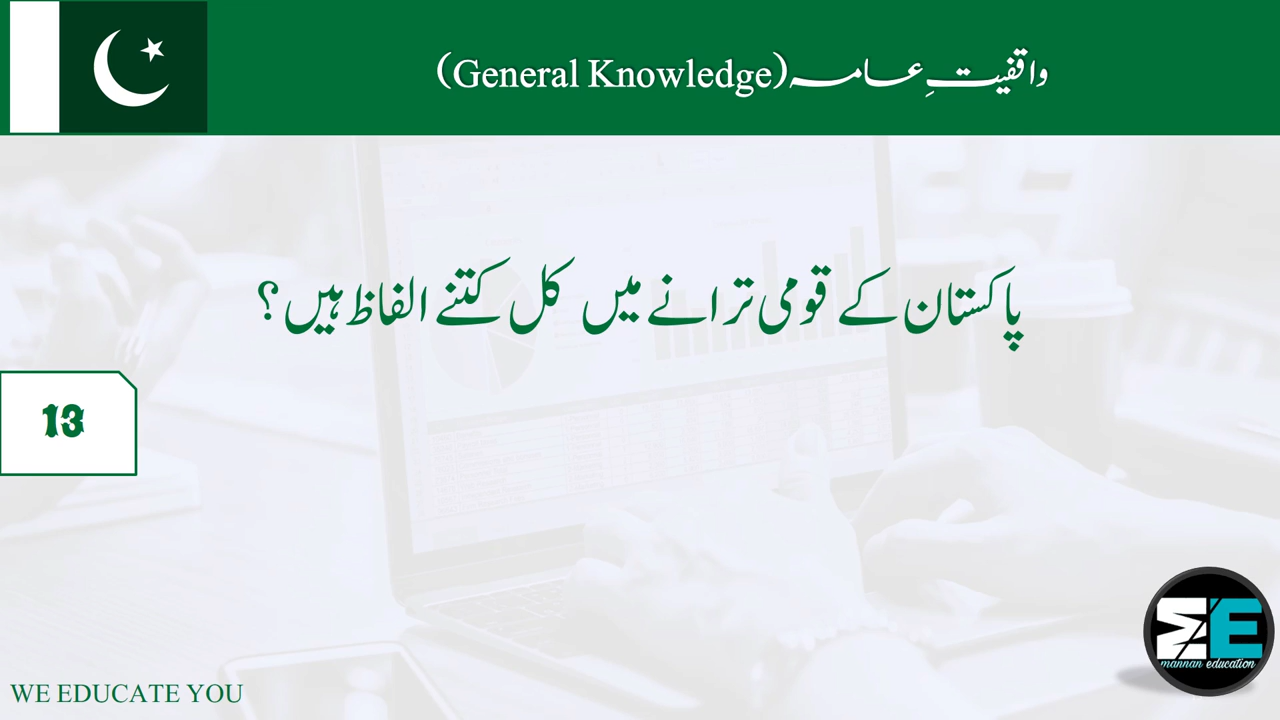 واقفیتِ عامہ (General Knowledge)
پاکستان کے قومی ترانے میں کل کتنے الفاظ ہیں؟
13
mannan education
WE EDUCATE YOU